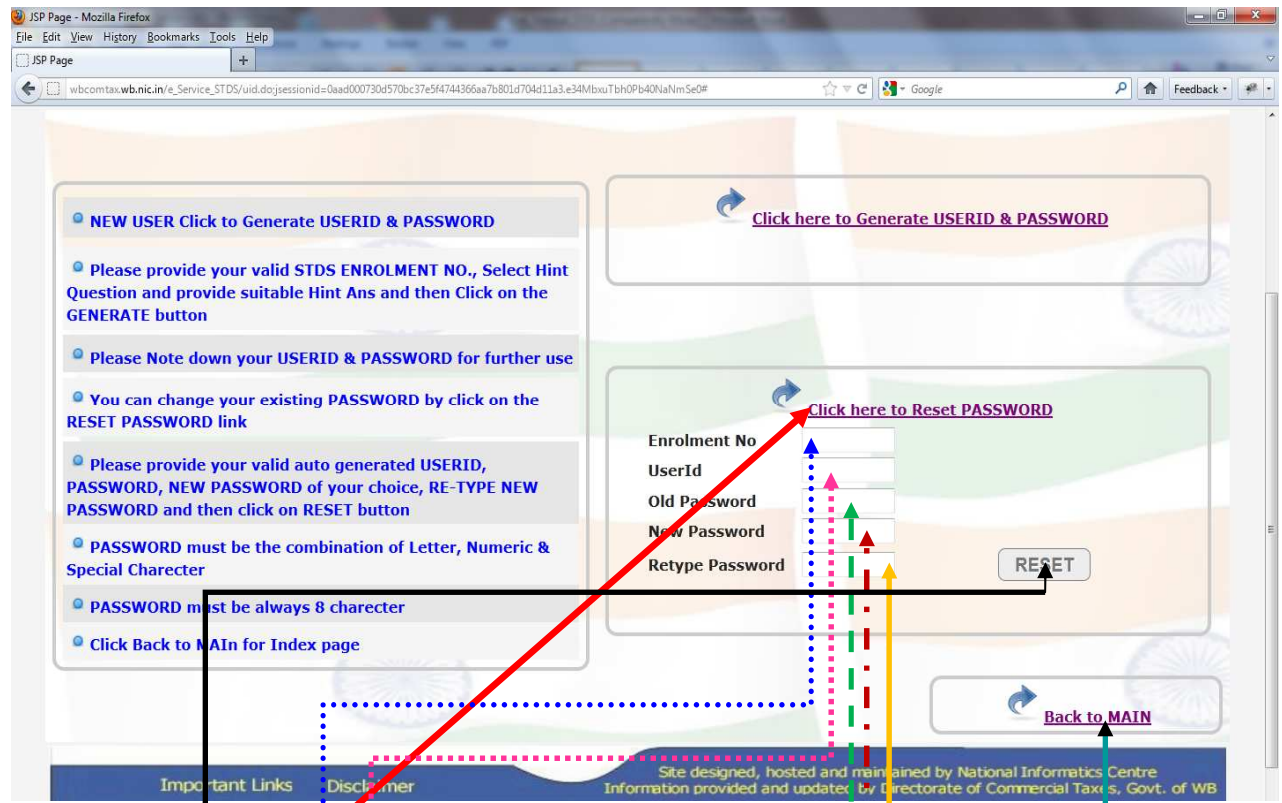 JSP Page - Mozilla Firefox
File Edit View History Bookmarks Tools Help
JSP Page
wbcomtax.wb.nic.in/e_Service_STDS/uid.do;jsessionid=0aad000730d570bc37e5f4744366aa7b801d704d11a3.e34MbxuTbh0Pb40NaNmSe0#
Google
Feedback
NEW USER Click to Generate USERID & PASSWORD
Please provide your valid STDS ENROLMENT NO., Select Hint
Question and provide suitable Hint Ans and then Click on the
GENERATE button
Please Note down your USERID & PASSWORD for further use
You can change your existing PASSWORD by click on the
RESET PASSWORD link
Please provide your valid auto generated USERID,
PASSWORD, NEW PASSWORD of your choice, RE-TYPE NEW
PASSWORD and then click on RESET button
PASSWORD must be the combination of Letter, Numeric &
Special Charecter
PASSWORD must be always 8 charecter
Click Back to MAIn for Index page
Click here to Generate USERID & PASSWORD
Click here to Reset PASSWORD
Enrolment No
UserId
Old Password
New Password
Retype Password
RESET
Back to MAIN
Important Links Disclaimer
Site designed, hosted and maintained by National Informatics Centre
Information provided and updated by Directorate of Commercial Taxes, Govt. of WB